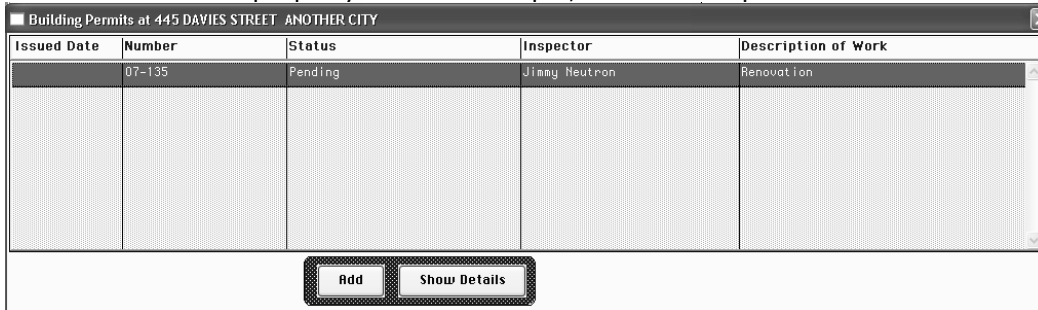 Building Permits at 445 DAVIES STREET ANOTHER CITY
Issued Date Number Status Inspector Description of Work
07-135 Pending Jimmy Neutron Renovation
Add Show Details